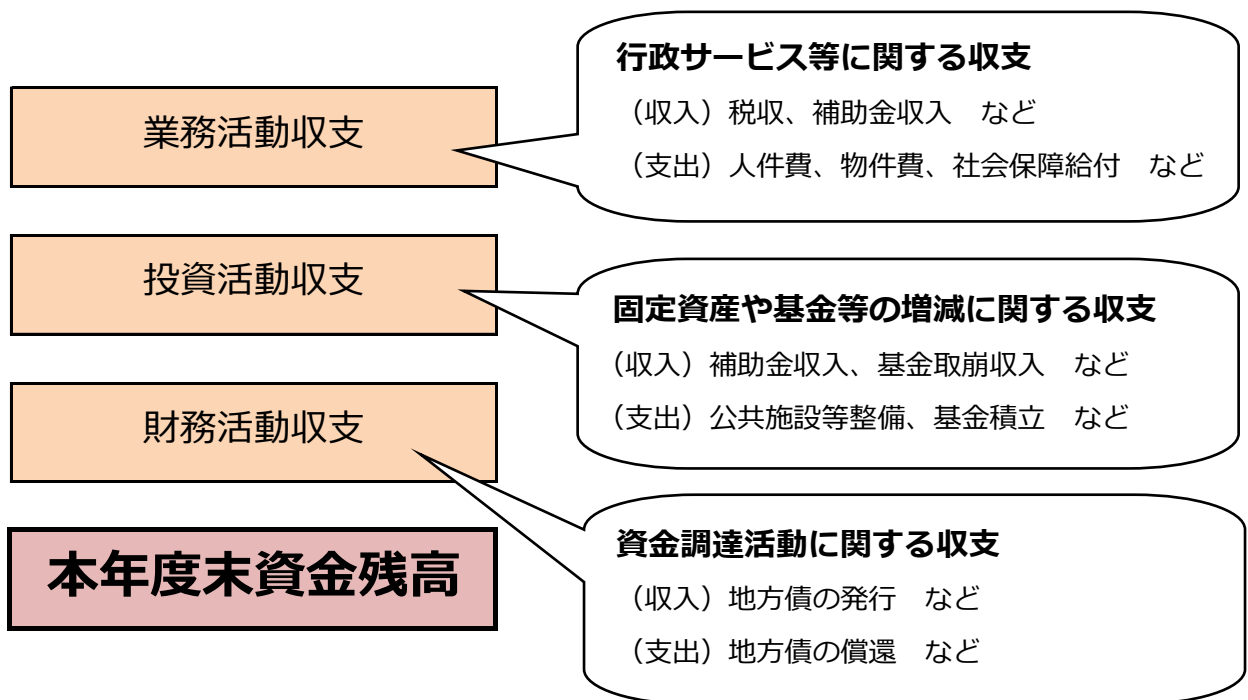 業務活動収支
行政サービス等に関する収支
（収入）税収、補助金収入　など
（支出）人件費、物件費、社会保障給付　など
投資活動収支
固定資産や基金等の増減に関する収支
（収入）補助金収入、基金取崩収入　など
（支出）公共施設等整備、基金積立　など
財務活動収支
資金調達活動に関する収支
（収入）地方債の発行　など
（支出）地方債の償還　など
本年度末資金残高